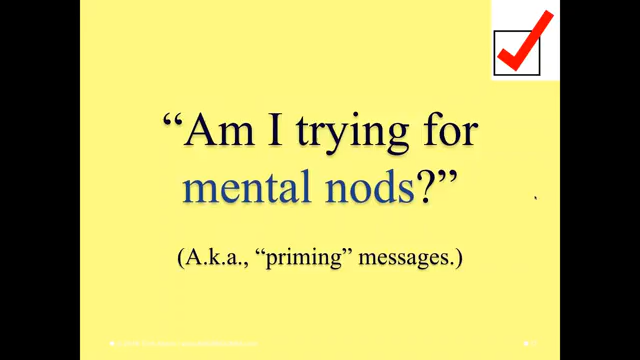 “Am I trying for
mental nods?”
(A.k.a., “priming” messages.)